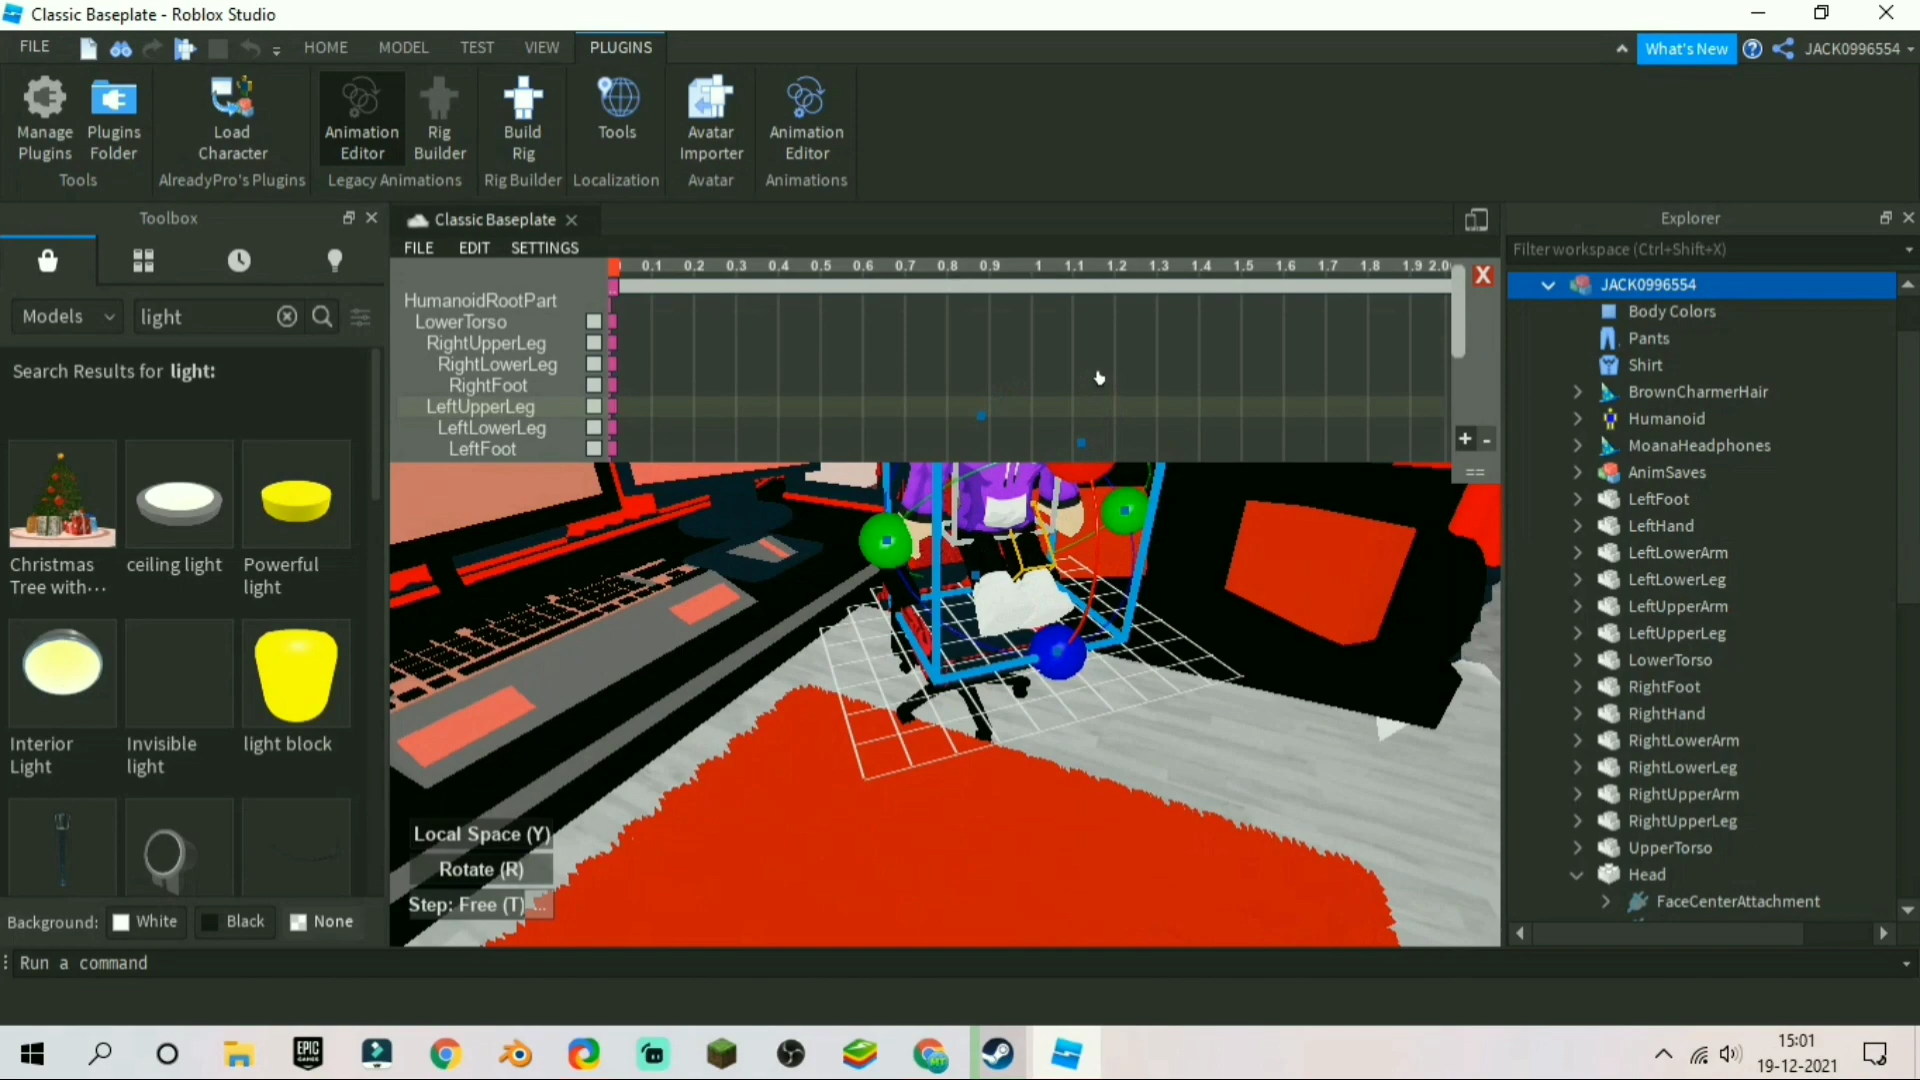 Classic Baseplate - Roblox Studio
FILE HOME MODEL TEST VIEW PLUGINS What's New JACK0996554
Manage Plugins
Plugins Folder
Tools
Load Character
AlreadyPro's Plugins
Animation Editor
Rig Builder
Legacy Animations
Build Rig
Rig Builder
Tools
Localization
Avatar Importer
Avatar
Animation Editor
Animations
Toolbox
Models
light
Search Results for light:
Christmas Tree with...
ceiling light
Powerful light
Interior Light
Invisible light
light block
Background: White Black None
Classic Baseplate
FILE EDIT SETTINGS
0.1 0.2 0.3 0.4 0.5 0.6 0.7 0.8 0.9 1 1.1 1.2 1.3 1.4 1.5 1.6 1.7 1.8 1.9 2.0
X
HumanoidRootPart
LowerTorso
RightUpperLeg
RightLowerLeg
RightFoot
LeftUpperLeg
LeftLowerLeg
LeftFoot
+ -
==
Local Space (Y)
Rotate (R)
Step: Free (T) ...
Explorer
Filter workspace (Ctrl+Shift+X)
JACK0996554
Body Colors
Pants
Shirt
BrownCharmerHair
Humanoid
MoanaHeadphones
AnimSaves
LeftFoot
LeftHand
LeftLowerArm
LeftLowerLeg
LeftUpperArm
LeftUpperLeg
LowerTorso
RightFoot
RightHand
RightLowerArm
RightLowerLeg
RightUpperArm
RightUpperLeg
UpperTorso
Head
FaceCenterAttachment
Run a command
EPIC GAMES
15:01
19-12-2021